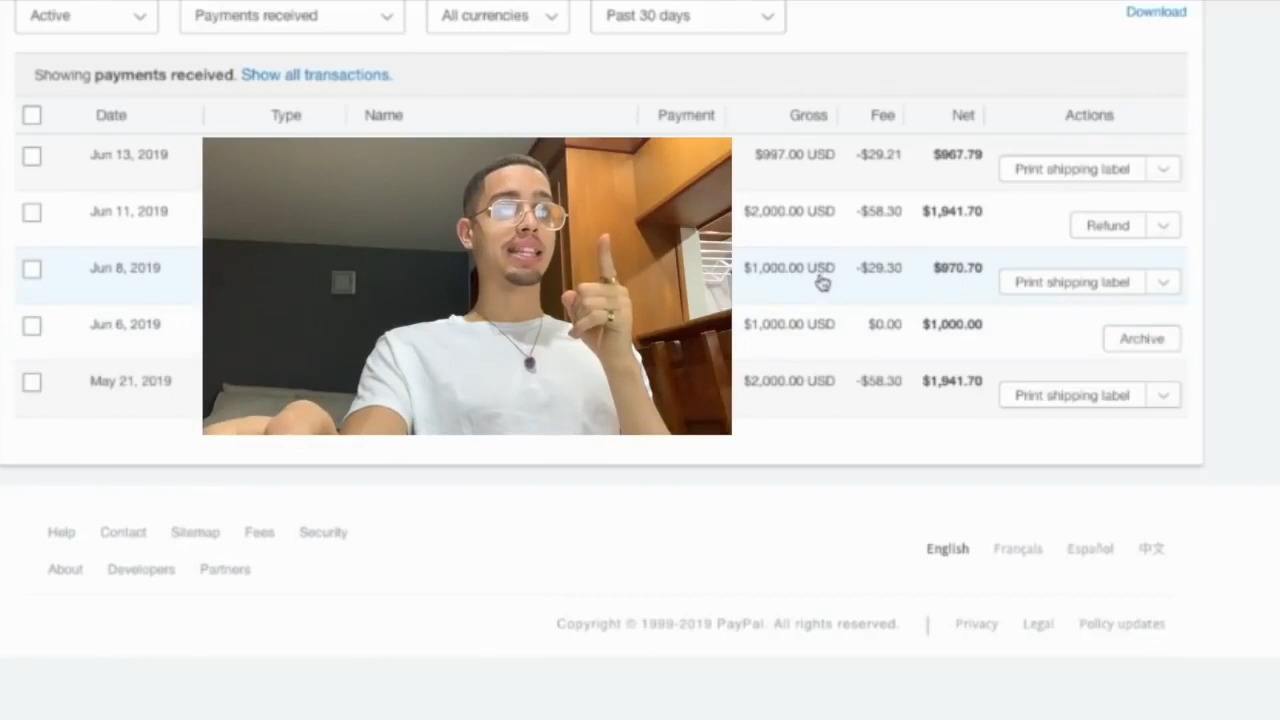 Active Payments received All currencies Past 30 days Download
Showing payments received. Show all transactions.
Date Type Name Payment Gross Fee Net Actions
Jun 13, 2019 $997.00 USD -$29.21 $967.79 Print shipping label
Jun 11, 2019 $2,000.00 USD -$58.30 $1,941.70 Refund
Jun 8, 2019 $1,000.00 USD -$29.30 $970.70 Print shipping label
Jun 6, 2019 $1,000.00 USD $0.00 $1,000.00 Archive
May 21, 2019 $2,000.00 USD -$58.30 $1,941.70 Print shipping label
Help Contact Sitemap Fees Security
English Français Español 中文
About Developers Partners
Copyright © 1999-2019 PayPal. All rights reserved. | Privacy Legal Policy updates